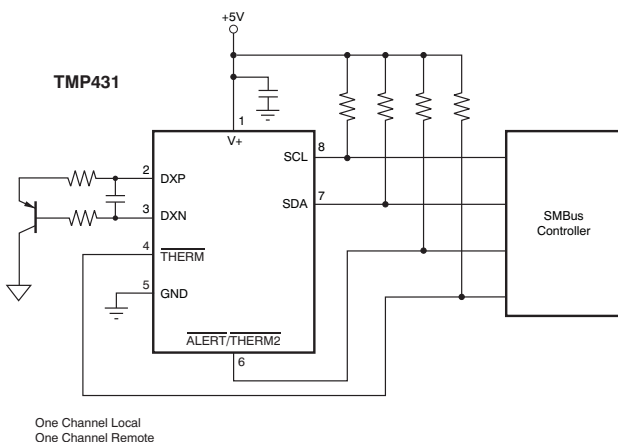 +5V
TMP431
1
V+
8
SCL
2
DXP
7
SDA
3
DXN
SMBus
Controller
4
THERM
5
GND
ALERT/THERM2
6
One Channel Local
One Channel Remote